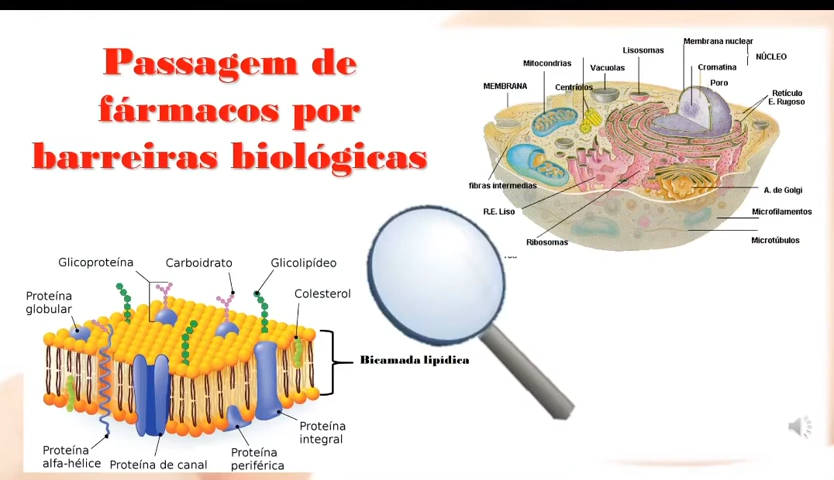 Passagem de
fármacos por
barreiras biológicas
Membrana nuclear
NÚCLEO
Lisosomas
Mitocondrias
Vacuolas
Cromatina
Poro
MEMBRANA
Centríolos
Retículo
E. Rugoso
fibras intermedias
A. de Golgi
R.E. Liso
Microfilamentos
Ribosomas
Microtúbulos
Glicoproteína
Carboidrato
Glicolipídeo
Proteína
globular
Colesterol
Bicamada lipídica
Proteína
alfa-hélice
Proteína de canal
Proteína
periférica
Proteína
integral